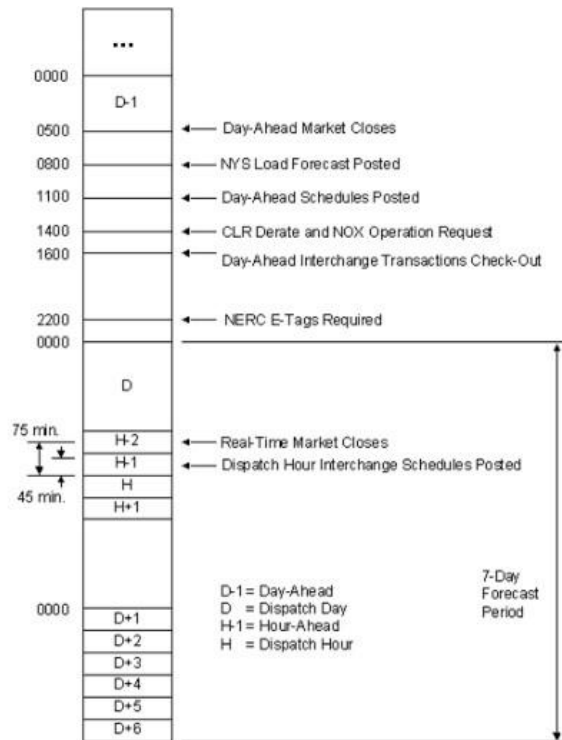 ...
0000
D-1
0500
Day-Ahead Market Closes
0800
NYS Load Forecast Posted
1100
Day-Ahead Schedules Posted
1400
CLR Derate and NOX Operation Request
1600
Day-Ahead Interchange Transactions Check-Out
2200
NERC E-Tags Required
0000
D
75 min.
H-2
Real-Time Market Closes
H-1
Dispatch Hour Interchange Schedules Posted
45 min.
H
H+1
7-Day
Forecast
Period
D-1 = Day-Ahead
D = Dispatch Day
H-1 = Hour-Ahead
H = Dispatch Hour
0000
D+1
D+2
D+3
D+4
D+5
D+6